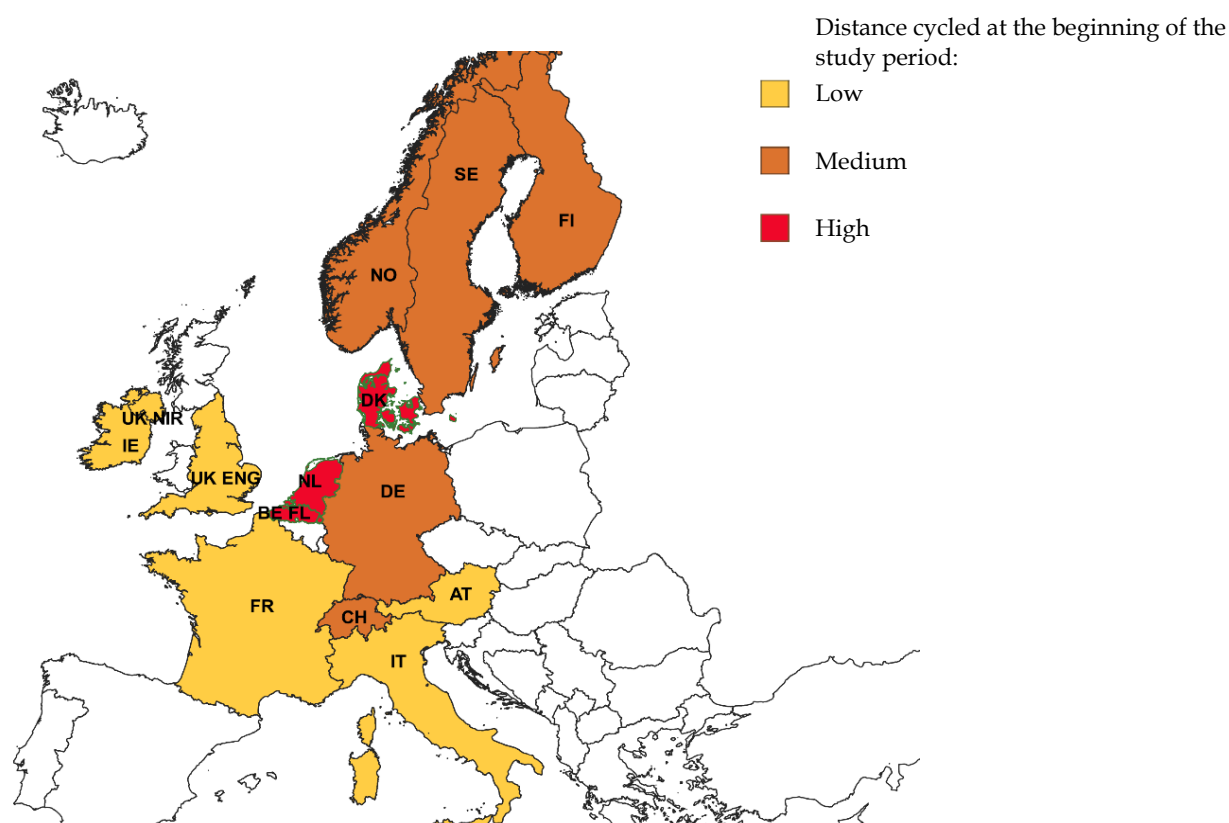 Distance cycled at the beginning of the
study period:
Low
Medium
High
SE
FI
NO
DK
UK NIR
IE
UK ENG
NL
DE
BE FL
AT
FR
CH
IT